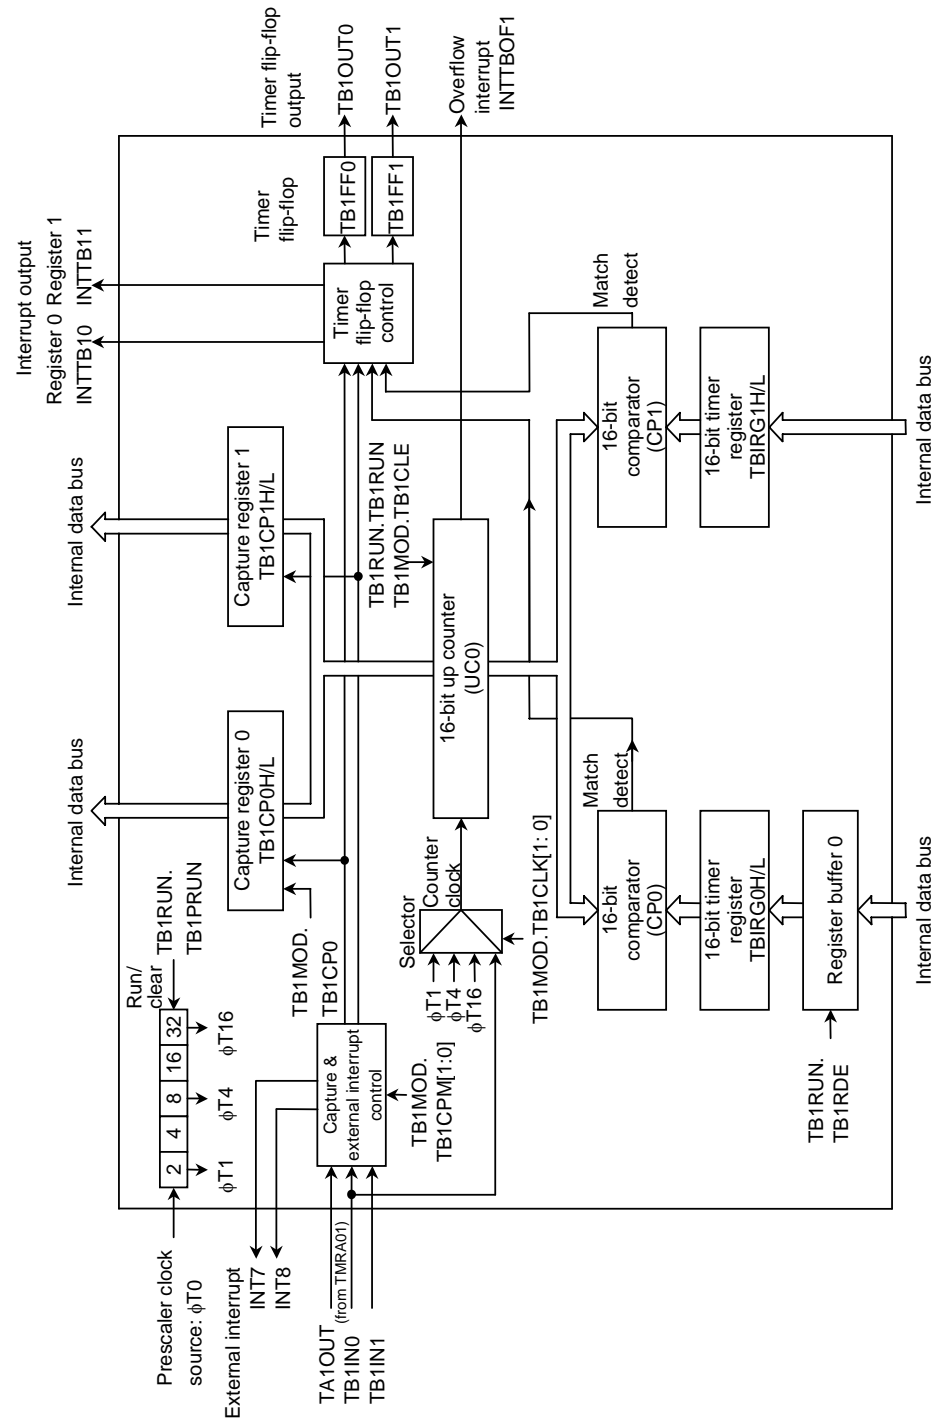 Prescaler clock
source: ϕT0
2
4
8
16
32
Run/
clear
TB1RUN.
TB1PRUN
ϕT1
ϕT4
ϕT16
External interrupt
INT7
INT8
TA1OUT
(from TMRA01)
TB1IN0
TB1IN1
Capture &
external interrupt
control
TB1MOD.
TB1CPM[1:0]
TB1MOD.
TB1CP0
Internal data bus
Capture register 0
TB1CP0H/L
Internal data bus
Capture register 1
TB1CP1H/L
Interrupt output
Register 0 Register 1
INTTB10 INTTB11
Selector
Counter
clock
ϕT1
ϕT4
ϕT16
TB1MOD.TB1CLK[1: 0]
TB1RUN.TB1RUN
TB1MOD.TB1CLE
16-bit up counter
(UC0)
Timer
flip-flop
control
Timer
flip-flop
TB1FF0
TB1FF1
Timer flip-flop
output
TB1OUT0
TB1OUT1
Overflow
interrupt
INTTBOF1
Match
detect
16-bit
comparator
(CP0)
16-bit timer
register
TBIRG0H/L
Register buffer 0
TB1RUN.
TB1RDE
Internal data bus
Match
detect
16-bit
comparator
(CP1)
16-bit timer
register
TBIRG1H/L
Internal data bus